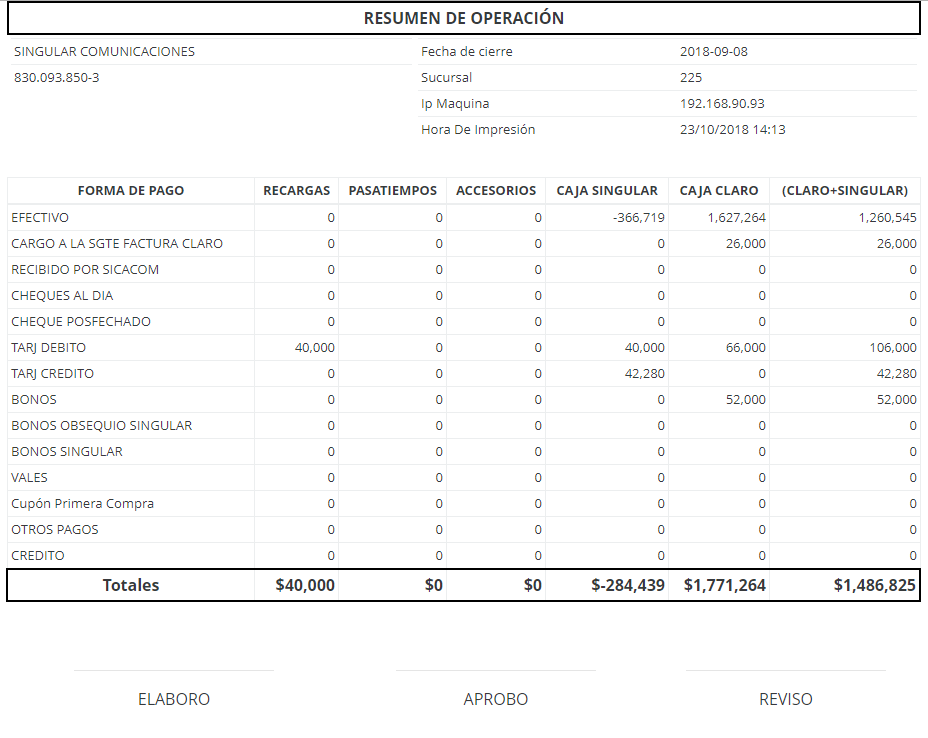 RESUMEN DE OPERACIÓN
SINGULAR COMUNICACIONES Fecha de cierre 2018-09-08
830.093.850-3 Sucursal 225
Ip Maquina 192.168.90.93
Hora De Impresión 23/10/2018 14:13
FORMA DE PAGO RECARGAS PASATIEMPOS ACCESORIOS CAJA SINGULAR CAJA CLARO (CLARO+SINGULAR)
EFECTIVO 0 0 0 -366,719 1,627,264 1,260,545
CARGO A LA SGTE FACTURA CLARO 0 0 0 0 26,000 26,000
RECIBIDO POR SICACOM 0 0 0 0 0 0
CHEQUES AL DIA 0 0 0 0 0 0
CHEQUE POSFECHADO 0 0 0 0 0 0
TARJ DEBITO 40,000 0 0 40,000 66,000 106,000
TARJ CREDITO 0 0 0 42,280 0 42,280
BONOS 0 0 0 0 52,000 52,000
BONOS OBSEQUIO SINGULAR 0 0 0 0 0 0
BONOS SINGULAR 0 0 0 0 0 0
VALES 0 0 0 0 0 0
Cupón Primera Compra 0 0 0 0 0 0
OTROS PAGOS 0 0 0 0 0 0
CREDITO 0 0 0 0 0 0
Totales $40,000 $0 $0 $-284,439 $1,771,264 $1,486,825
ELABORO APROBO REVISO